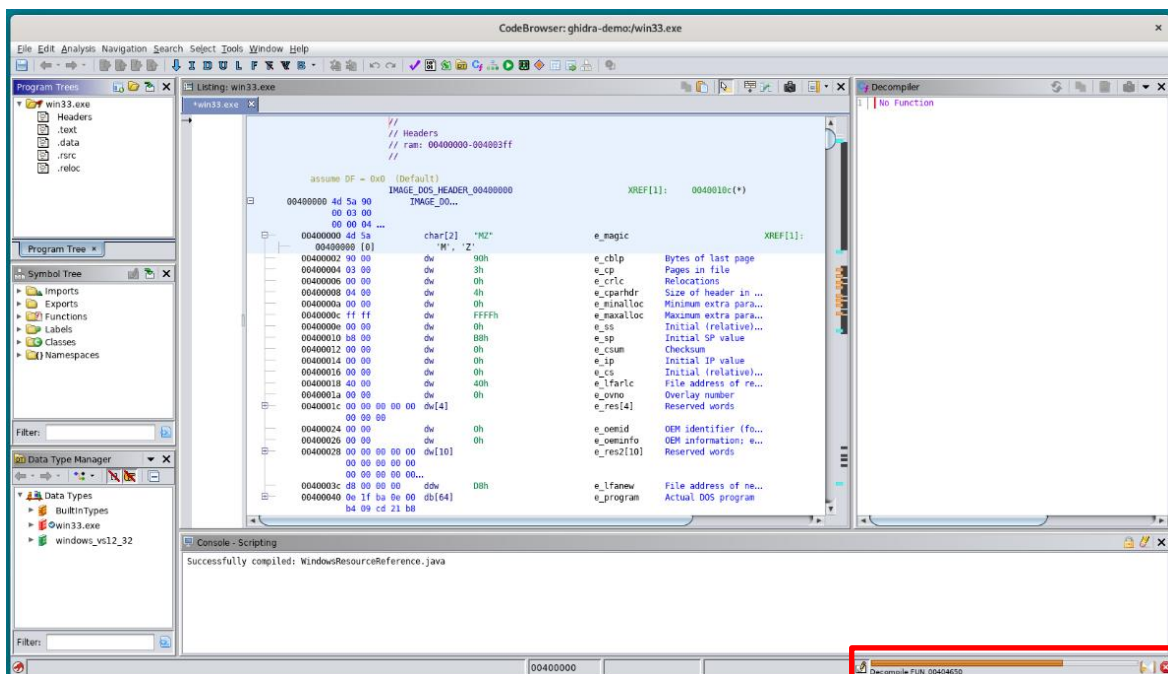 CodeBrowser: ghidra-demo:/win33.exe
File Edit Analysis Navigation Search Select Tools Window Help
I D U L F K V B
Program Trees
win33.exe
Headers
.text
.data
.rsrc
.reloc
Program Tree
Symbol Tree
Imports
Exports
Functions
Labels
Classes
Namespaces
Filter:
Data Type Manager
Data Types
BuiltInTypes
win33.exe
windows_vs12_32
Filter:
Listing: win33.exe
*win33.exe
//
// Headers
// ram: 00400000-004003ff
//
assume DF = 0x0 (Default)
IMAGE_DOS_HEADER_00400000 XREF[1]: 0040010c(*)
00400000 4d 5a 90 IMAGE_DO...
00 03 00
00 00 04 ...
00400000 4d 5a char[2] "MZ" e_magic XREF[1]:
00400000 [0] 'M', 'Z'
00400002 90 00 dw 90h e_cblp Bytes of last page
00400004 03 00 dw 3h e_cp Pages in file
00400006 00 00 dw 0h e_crlc Relocations
00400008 04 00 dw 4h e_cparhdr Size of header in ...
0040000a 00 00 dw 0h e_minalloc Minimum extra para...
0040000c ff ff dw FFFFh e_maxalloc Maximum extra para...
0040000e 00 00 dw 0h e_ss Initial (relative)...
00400010 b8 00 dw B8h e_sp Initial SP value
00400012 00 00 dw 0h e_csum Checksum
00400014 00 00 dw 0h e_ip Initial IP value
00400016 00 00 dw 0h e_cs Initial (relative)...
00400018 40 00 dw 40h e_lfarlc File address of re...
0040001a 00 00 dw 0h e_ovno Overlay number
0040001c 00 00 00 00 00 dw[4] e_res[4] Reserved words
00 00 00
00400024 00 00 dw 0h e_oemid OEM identifier (fo...
00400026 00 00 dw 0h e_oeminfo OEM information; e...
00400028 00 00 00 00 00 dw[10] e_res2[10] Reserved words
00 00 00 00 00
00 00 00 00 00...
0040003c d8 00 00 00 ddw D8h e_lfanew File address of ne...
00400040 0e 1f ba 0e 00 db[64] e_program Actual DOS program
b4 09 cd 21 b8
Decompiler
1 No Function
Console - Scripting
Successfully compiled: WindowsResourceReference.java
00400000
Decompile FUN_00404650